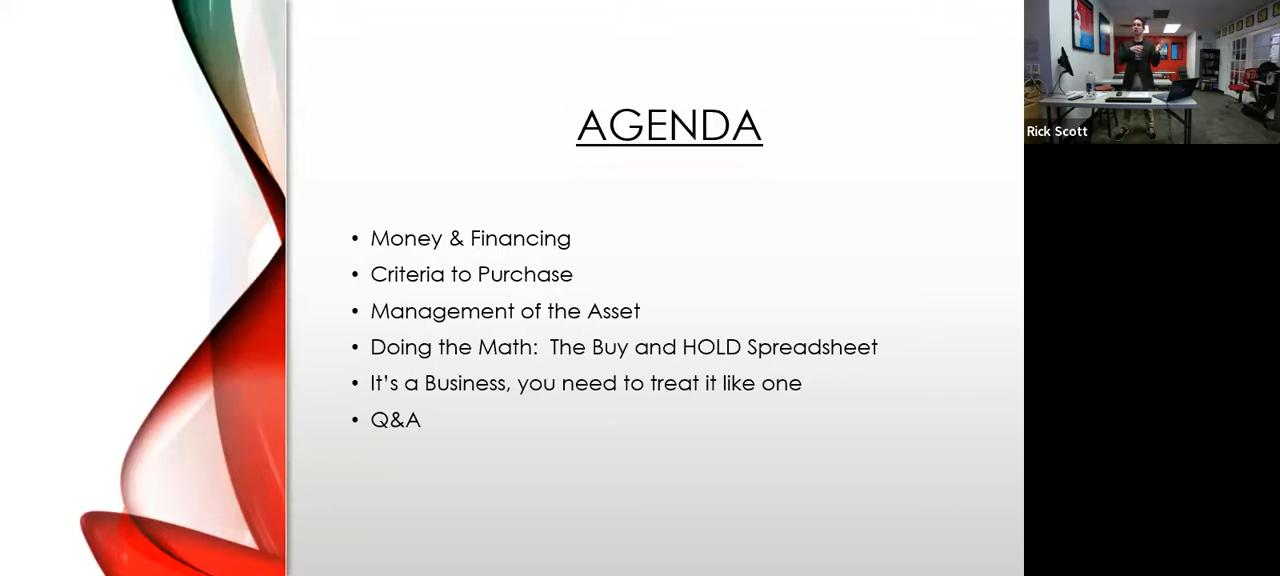 AGENDA
• Money & Financing
• Criteria to Purchase
• Management of the Asset
• Doing the Math:  The Buy and HOLD Spreadsheet
• It’s a Business, you need to treat it like one
• Q&A
Rick Scott